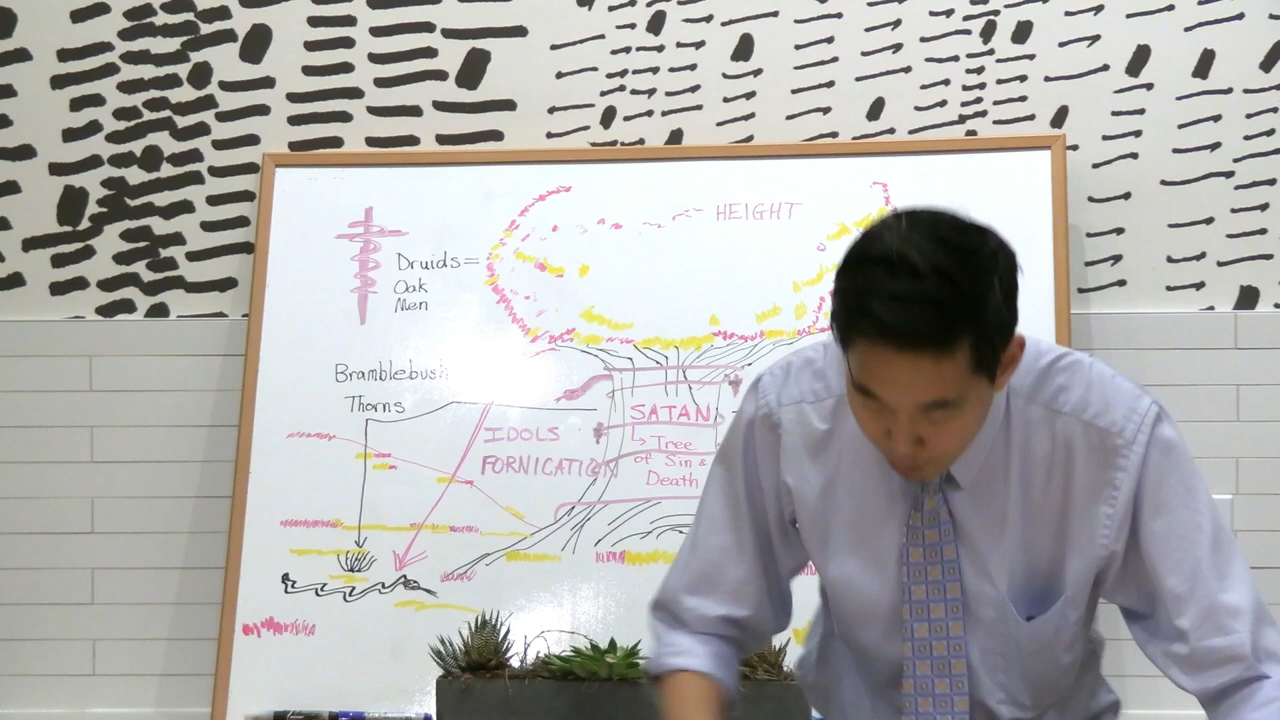 HEIGHT
Druids=
Oak
Men
Bramblebush
Thorns
IDOLS
FORNICATION
SATAN
Tree
of Sin &
Death